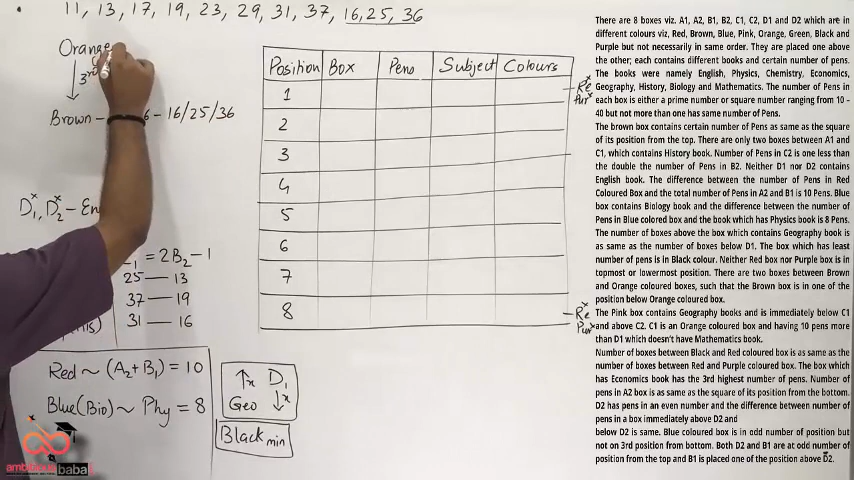 11, 13, 17, 19, 23, 29, 31, 37, 16, 25, 36
Orange
3rd
Brown – 6 – 16/25/36
D1ˣ, D2ˣ – En
-1 = 2B2 – 1
25 — 13
37 — 19
31 — 16
Red ~ (A2 + B1) = 10
Blue (Bio) ~ Phy = 8
↑x D1
Geo ↓x
Black min
Position Box Pens Subject Colours
1
2
3
4
5
6
7
8
Reˣ
Purˣ
Reˣ
Purˣ
ambitious baba
There are 8 boxes viz. A1, A2, B1, B2, C1, C2, D1 and D2 which are in
different colours viz, Red, Brown, Blue, Pink, Orange, Green, Black and
Purple but not necessarily in same order. They are placed one above
the other; each contains different books and certain number of pens.
The books were namely English, Physics, Chemistry, Economics,
Geography, History, Biology and Mathematics. The number of Pens in
each box is either a prime number or square number ranging from 10 –
40 but not more than one has same number of Pens.
The brown box contains certain number of Pens as same as the square
of its position from the top. There are only two boxes between A1 and
C1, which contains History book. Number of Pens in C2 is one less than
the double the number of Pens in B2. Neither D1 nor D2 contains
English book. The difference between the number of Pens in Red
Coloured Box and the total number of Pens in A2 and B1 is 10 Pens. Blue
box contains Biology book and the difference between the number of
Pens in Blue colored box and the book which has Physics book is 8 Pens.
The number of boxes above the box which contains Geography book is
as same as the number of boxes below D1. The box which has least
number of pens is in Black colour. Neither Red box nor Purple box is in
topmost or lowermost position. There are two boxes between Brown
and Orange coloured boxes, such that the Brown box is in one of the
position below Orange coloured box.
The Pink box contains Geography books and is immediately below C1
and above C2. C1 is an Orange coloured box and having 10 pens more
than D1 which doesn't have Mathematics book.
Number of boxes between Black and Red coloured box is as same as the
number of boxes between Red and Purple coloured box. The box
which has Economics book has the 3rd highest number of pens. Number of
pens in A2 box is as same as the square of its position from the bottom.
D2 has pens in an even number and the difference between number of
pens in a box immediately above D2 and
below D2 is same. Blue coloured box is in odd number of position but
not on 3rd position from bottom. Both D2 and B1 are at odd number of
position from the top and B1 is placed one of the position above D2.